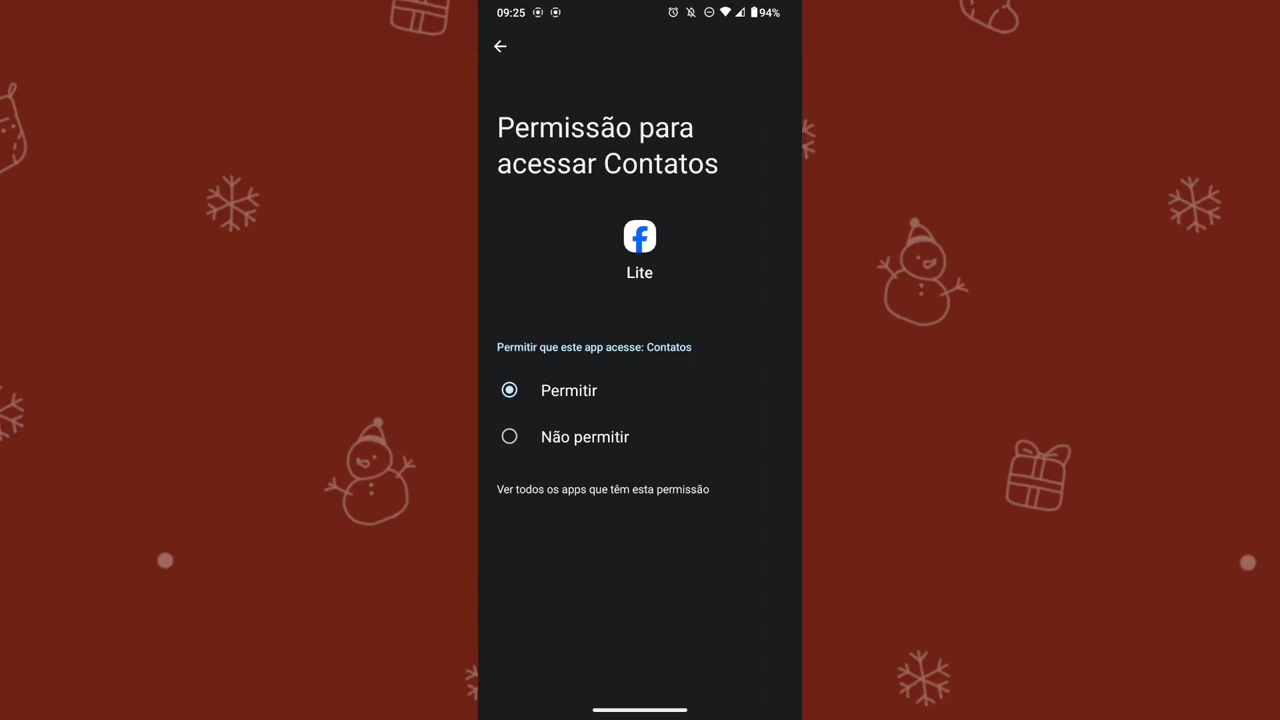 09:25
94%
Permissão para
acessar Contatos
Lite
Permitir que este app acesse: Contatos
Permitir
Não permitir
Ver todos os apps que têm esta permissão